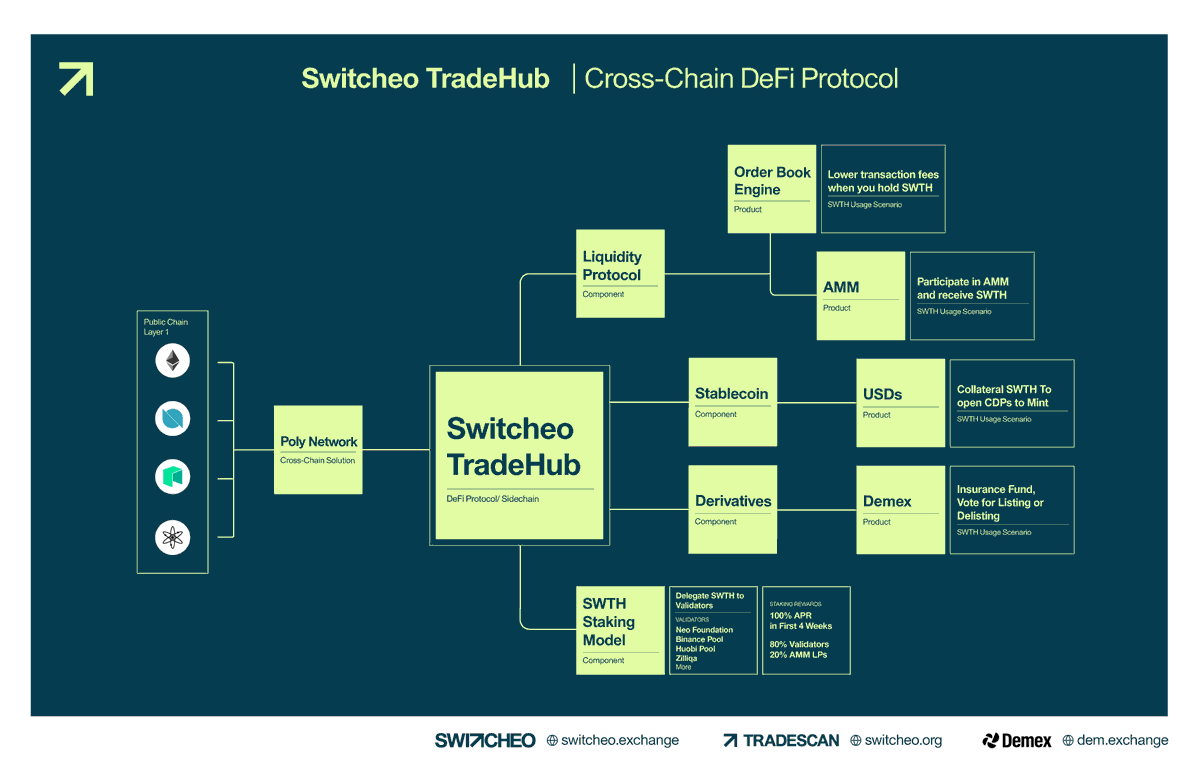 Switcheo TradeHub | Cross-Chain DeFi Protocol
Order Book
Engine
Product
Lower transaction fees
when you hold SWTH
SWTH Usage Scenario
Liquidity
Protocol
Component
AMM
Product
Participate in AMM
and receive SWTH
SWTH Usage Scenario
Public Chain
Layer 1
Poly Network
Cross-Chain Solution
Switcheo
TradeHub
DeFi Protocol/ Sidechain
Stablecoin
Component
USDs
Product
Collateral SWTH To
open CDPs to Mint
SWTH Usage Scenario
Derivatives
Component
Demex
Product
Insurance Fund,
Vote for Listing or
Delisting
SWTH Usage Scenario
SWTH
Staking
Model
Component
Delegate SWTH to
Validators
VALIDATORS
Neo Foundation
Binance Pool
Huobi Pool
Zilliqa
More
STAKING REWARDS
100% APR
in First 4 Weeks
80% Validators
20% AMM LPs
SWITCHEO switcheo.exchange
TRADESCAN switcheo.org
Demex dem.exchange